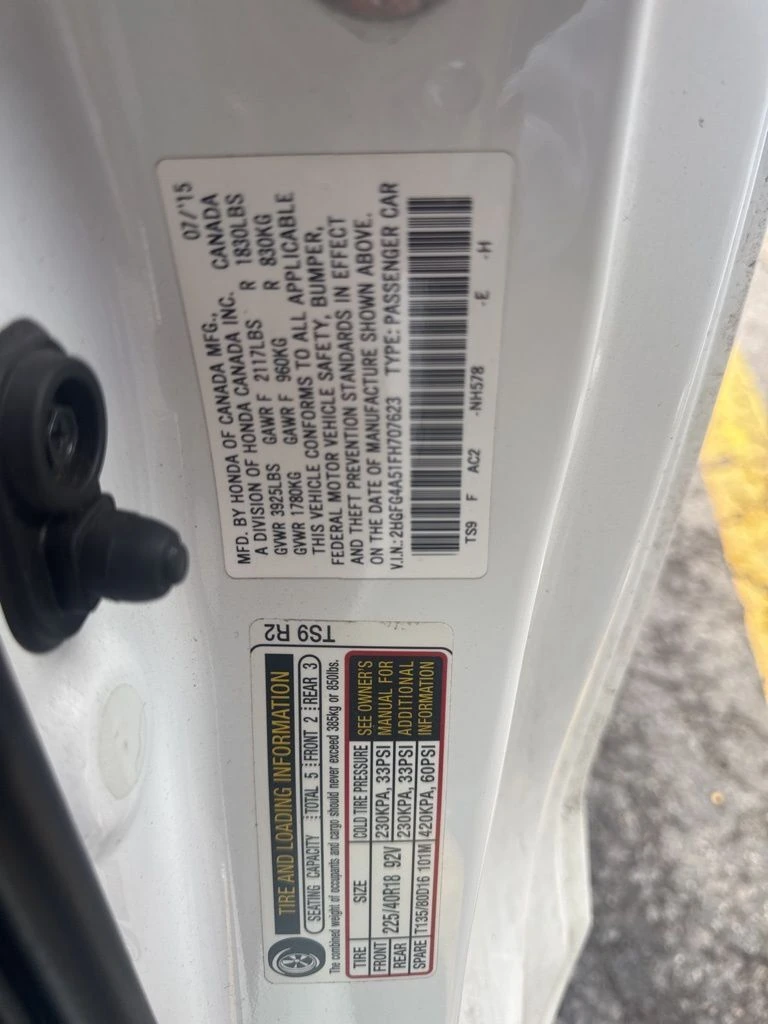 MFD. BY HONDA OF CANADA MFG., CANADA 07/'15
A DIVISION OF HONDA CANADA INC.
GVWR 3925LBS GAWR F 2117LBS R 1830LBS
GVWR 1780KG GAWR F 960KG R 830KG
THIS VEHICLE CONFORMS TO ALL APPLICABLE
FEDERAL MOTOR VEHICLE SAFETY, BUMPER,
AND THEFT PREVENTION STANDARDS IN EFFECT
ON THE DATE OF MANUFACTURE SHOWN ABOVE.
V.I.N.: 2HGFG4A51FH707623 TYPE: PASSENGER CAR
TS9 F AC2 -NH578 -E -H
TS9 R2
TIRE AND LOADING INFORMATION
SEATING CAPACITY TOTAL 5 FRONT 2 REAR 3
The combined weight of occupants and cargo should never exceed 385kg or 850lbs.
TIRE SIZE COLD TIRE PRESSURE SEE OWNER'S
FRONT 225/40R18 92V 230KPA, 33PSI MANUAL FOR
REAR 230KPA, 33PSI ADDITIONAL
SPARE T135/80D16 101M 420KPA, 60PSI INFORMATION